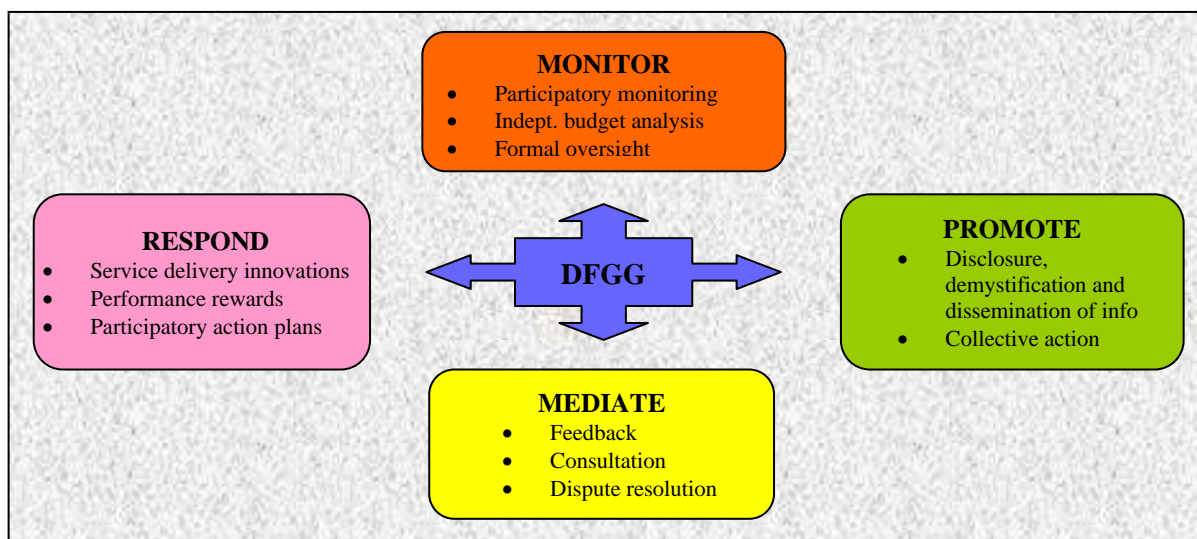 MONITOR
• Participatory monitoring
• Indept. budget analysis
• Formal oversight
RESPOND
• Service delivery innovations
• Performance rewards
• Participatory action plans
DFGG
PROMOTE
• Disclosure,
demystification and
dissemination of info
• Collective action
MEDIATE
• Feedback
• Consultation
• Dispute resolution